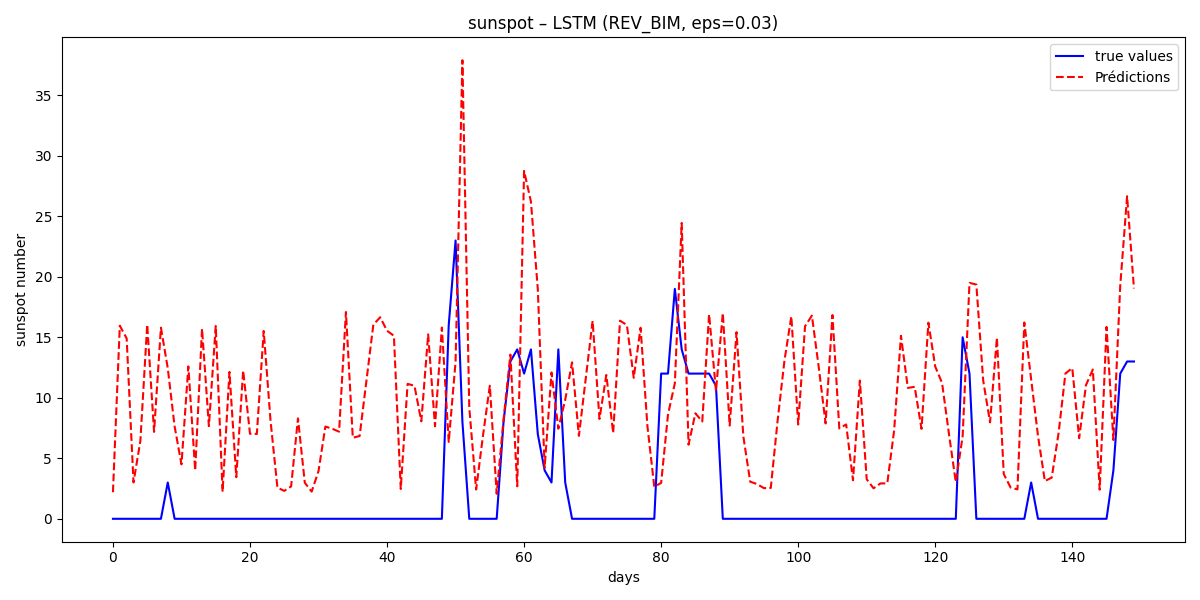 sunspot – LSTM (REV_BIM, eps=0.03)
true values
Prédictions
sunspot number
35
30
25
20
15
10
5
0
0 20 40 60 80 100 120 140
days